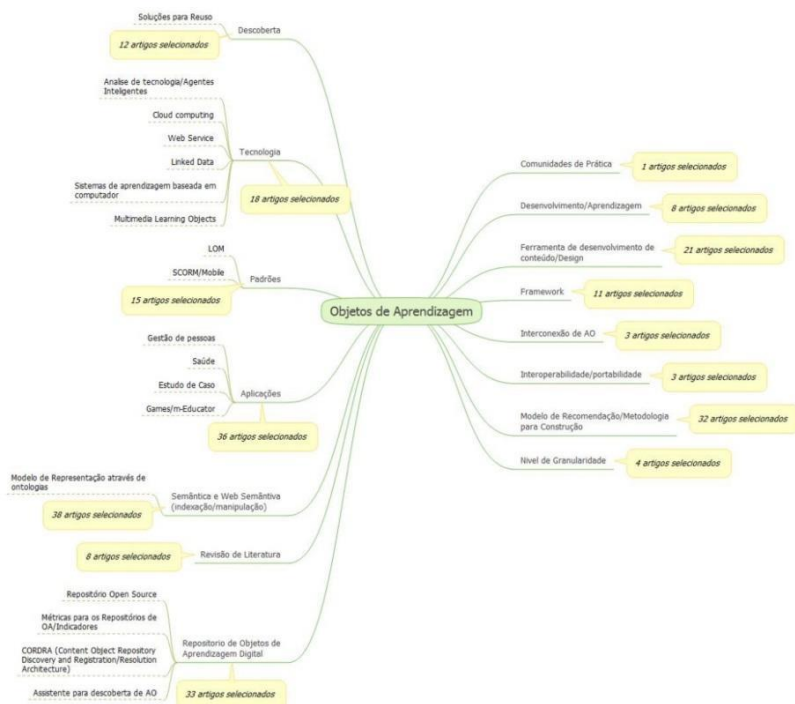 Soluções para Reuso
Descoberta
12 artigos selecionados
Analise de tecnologia/Agentes
Inteligentes
Cloud computing
Web Service
Tecnologia
Linked Data
Sistemas de aprendizagem baseada em
computador
18 artigos selecionados
Multimedia Learning Objects
LOM
SCORM/Mobile
Padrões
15 artigos selecionados
Gestão de pessoas
Saúde
Estudo de Caso
Aplicações
Games/m-Educator
36 artigos selecionados
Modelo de Representação através de
ontologias
Semântica e Web Semântiva
(indexação/manipulação)
38 artigos selecionados
8 artigos selecionados
Revisão de Literatura
Repositório Open Source
Métricas para os Repositórios de
OA/Indicadores
Repositorio de Objetos de
Aprendizagem Digital
CORDRA (Content Object Repository
Discovery and Registration/Resolution
Architecture)
Assistente para descoberta de AO
33 artigos selecionados
Objetos de Aprendizagem
Comunidades de Prática
1 artigos selecionados
Desenvolvimento/Aprendizagem
8 artigos selecionados
Ferramenta de desenvolvimento de
conteúdo/Design
21 artigos selecionados
Framework
11 artigos selecionados
Interconexão de AO
3 artigos selecionados
Interoperabilidade/portabilidade
3 artigos selecionados
Modelo de Recomendação/Metodologia
para Construção
32 artigos selecionados
Nivel de Granularidade
4 artigos selecionados